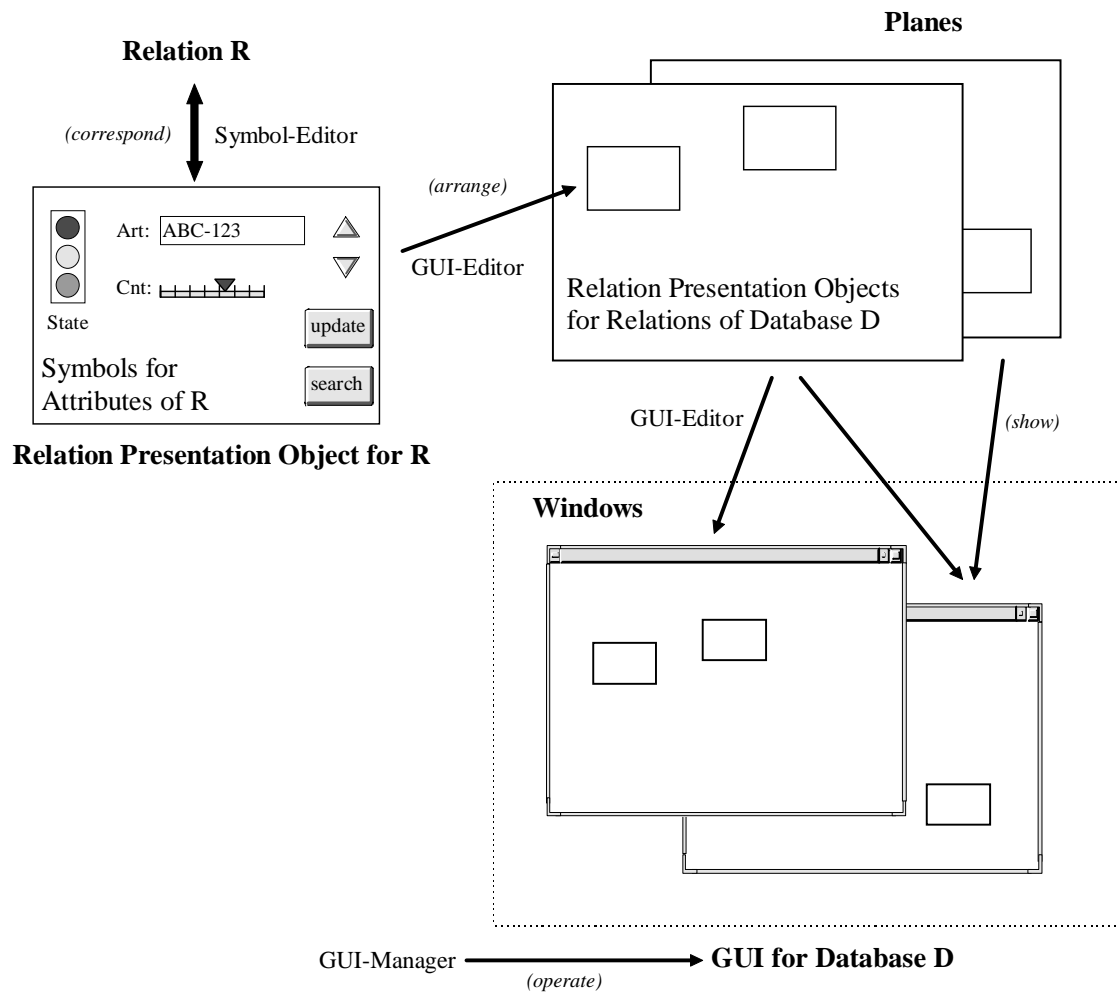 Planes
Relation R
(correspond) Symbol-Editor
(arrange)
GUI-Editor
Art: ABC-123
Cnt:
State
update
search
Symbols for
Attributes of R
Relation Presentation Object for R
Relation Presentation Objects
for Relations of Database D
GUI-Editor
(show)
Windows
GUI-Manager
(operate)
GUI for Database D